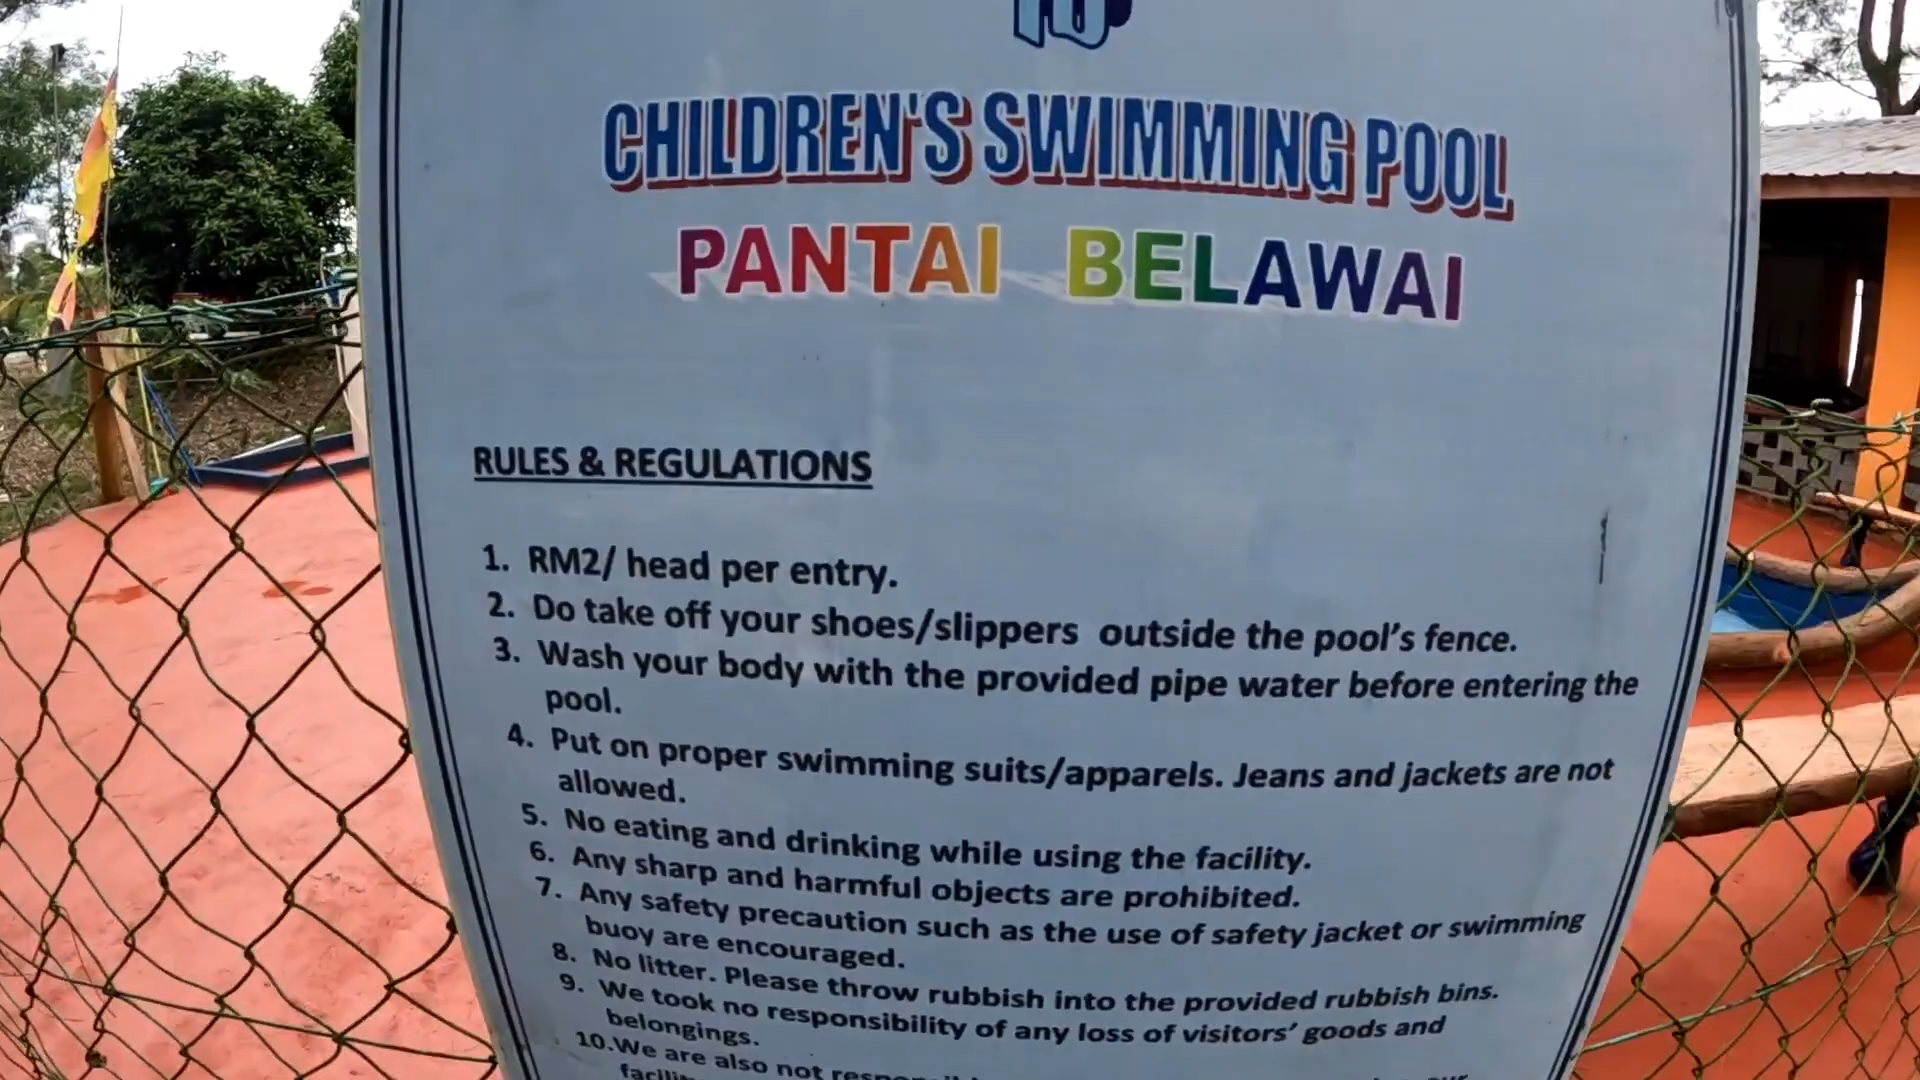 CHILDREN'S SWIMMING POOL
PANTAI BELAWAI
RULES & REGULATIONS
1. RM2/ head per entry.
2. Do take off your shoes/slippers outside the pool's fence.
3. Wash your body with the provided pipe water before entering the
pool.
4. Put on proper swimming suits/apparels. Jeans and jackets are not
allowed.
5. No eating and drinking while using the facility.
6. Any sharp and harmful objects are prohibited.
7. Any safety precaution such as the use of safety jacket or swimming
buoy are encouraged.
8. No litter. Please throw rubbish into the provided rubbish bins.
9. We took no responsibility of any loss of visitors' goods and
belongings.
10.We are also not